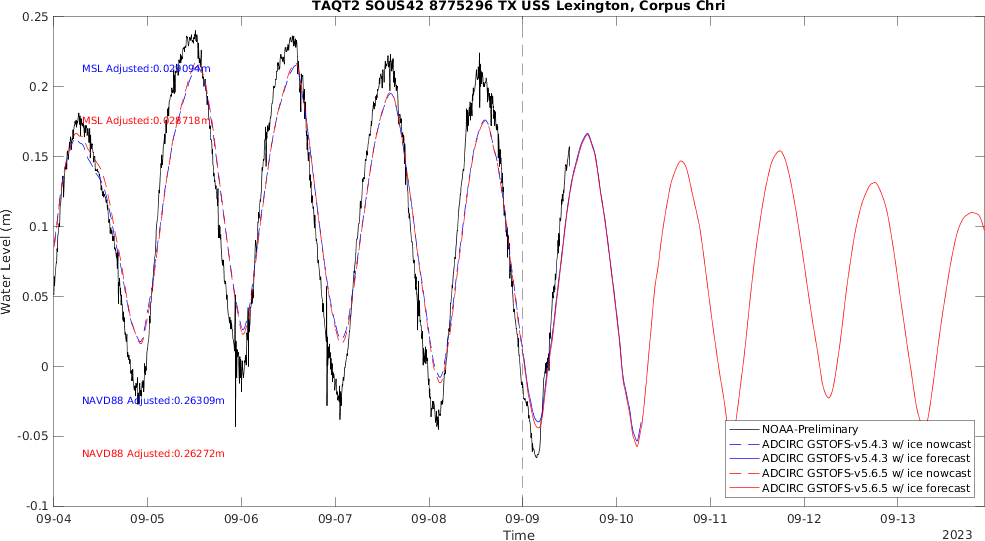 TAQT2 SOUS42 8775296 TX USS Lexington, Corpus Chri
0.25
0.2
0.15
0.1
0.05
0
-0.05
-0.1
Water Level (m)
MSL Adjusted:0.029094m
MSL Adjusted:0.028718m
NAVD88 Adjusted:0.26309m
NAVD88 Adjusted:0.26272m
NOAA-Preliminary
ADCIRC GSTOFS-v5.4.3 w/ ice nowcast
ADCIRC GSTOFS-v5.4.3 w/ ice forecast
ADCIRC GSTOFS-v5.6.5 w/ ice nowcast
ADCIRC GSTOFS-v5.6.5 w/ ice forecast
09-04 09-05 09-06 09-07 09-08 09-09 09-10 09-11 09-12 09-13
Time
2023